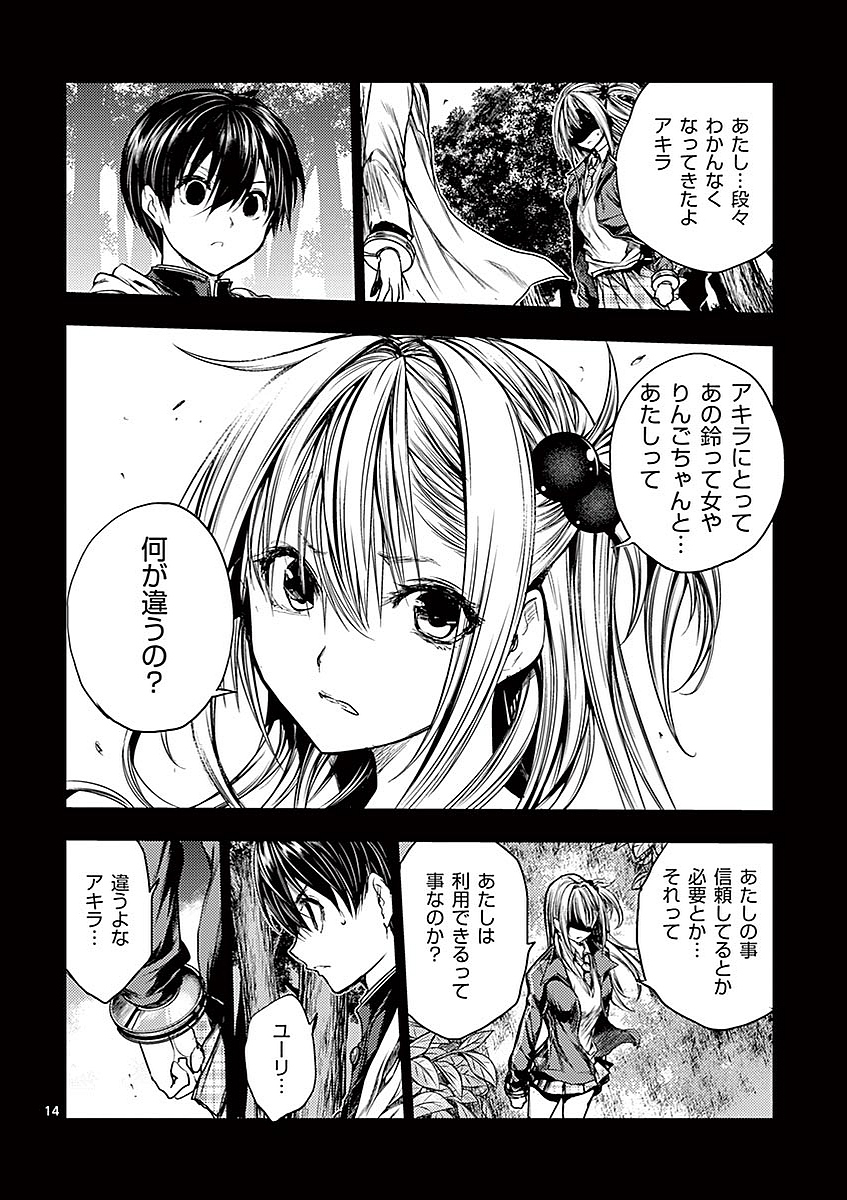 あたし…段々
わかんなく
なってきたよ
アキラ
アキラにとって
あの鈴って女や
りんごちゃんと…
あたしって
何が違うの？
あたしの事
信頼してるとか
必要とか…
それって
あたしは
利用できるって
事なのか？
ユーリ…
違うよな
アキラ…
14